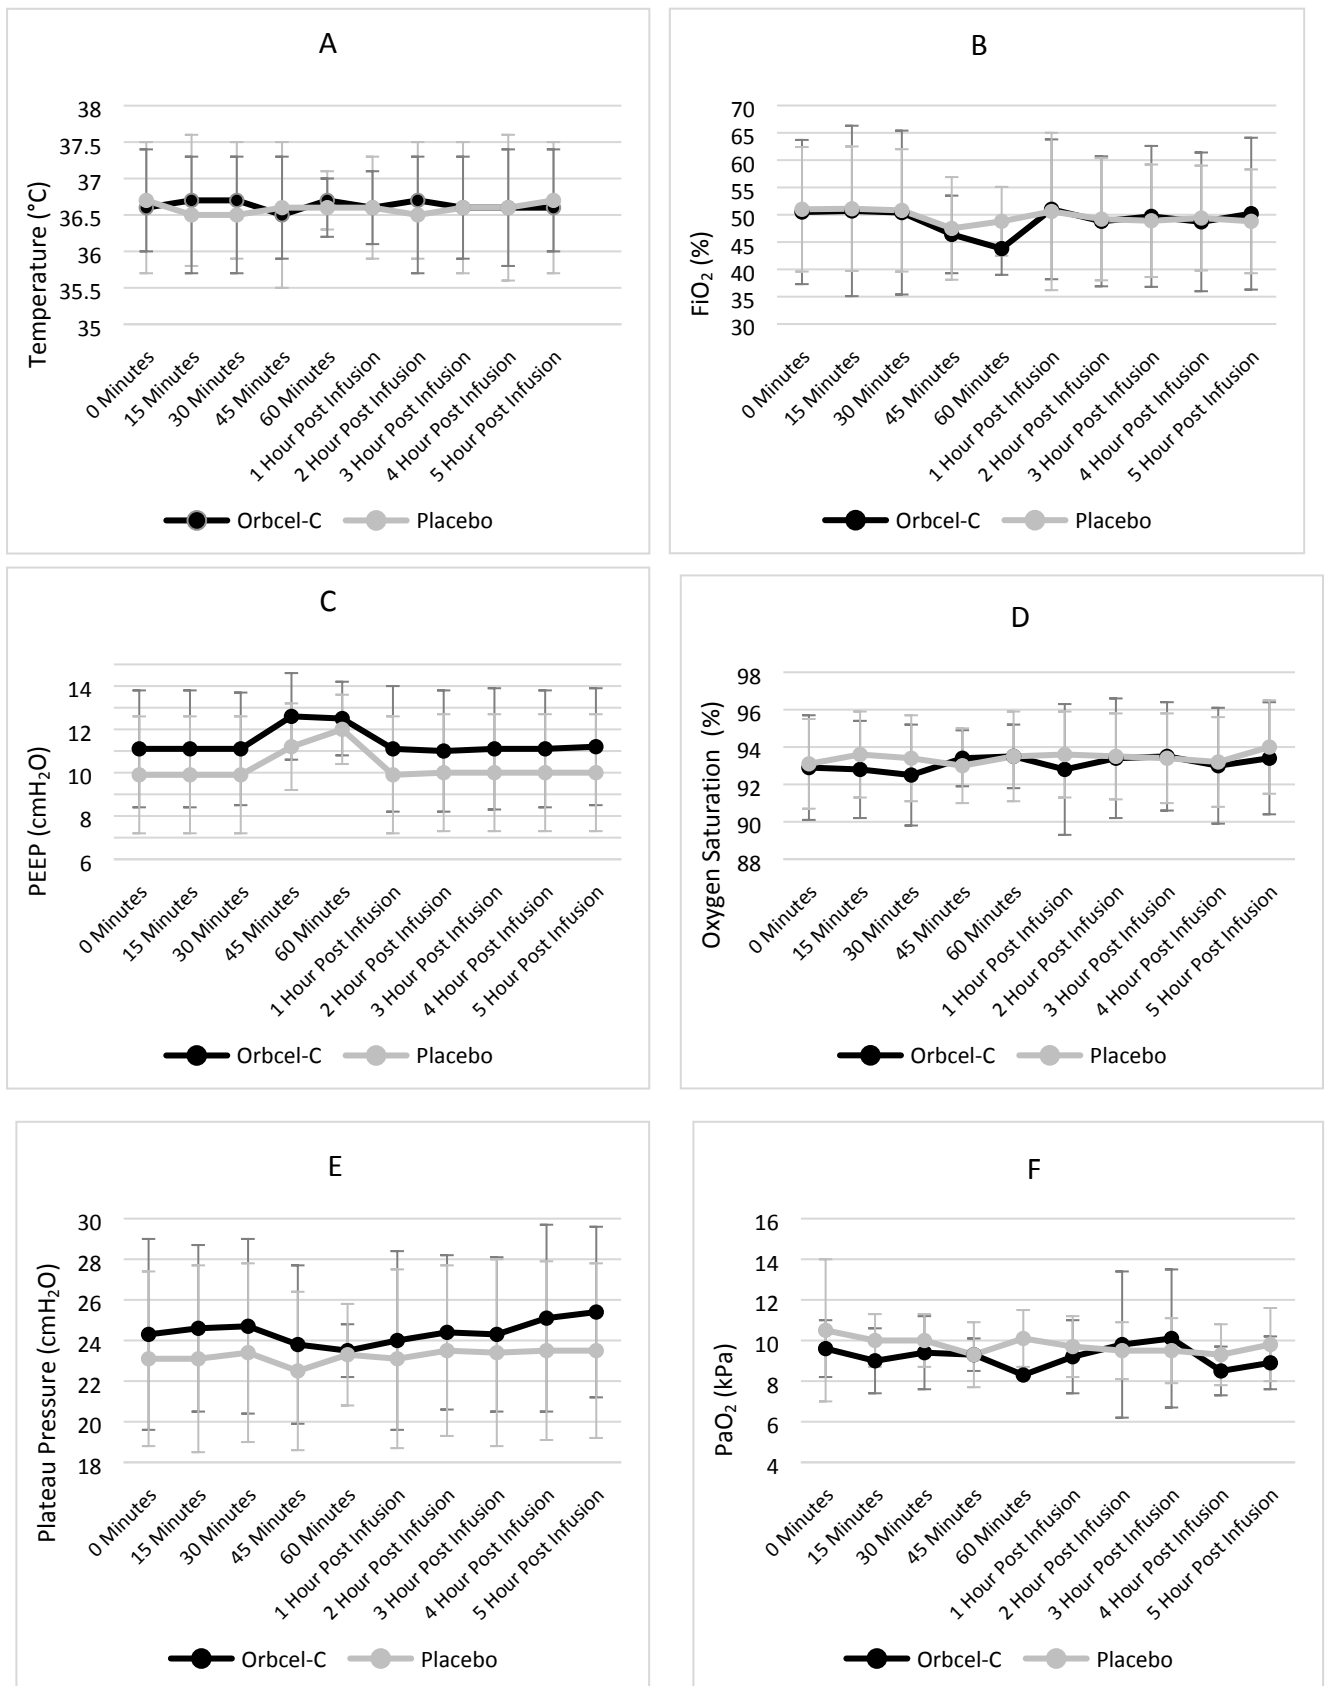 A
Temperature (°C)
38
37.5
37
36.5
36
35.5
35
0 Minutes
15 Minutes
30 Minutes
45 Minutes
60 Minutes
1 Hour Post Infusion
2 Hour Post Infusion
3 Hour Post Infusion
4 Hour Post Infusion
5 Hour Post Infusion
Orbcel-C Placebo
B
FiO₂ (%)
70
65
60
55
50
45
40
35
30
0 Minutes
15 Minutes
30 Minutes
45 Minutes
60 Minutes
1 Hour Post Infusion
2 Hour Post Infusion
3 Hour Post Infusion
4 Hour Post Infusion
5 Hour Post Infusion
Orbcel-C Placebo
C
PEEP (cmH₂O)
14
12
10
8
6
0 Minutes
15 Minutes
30 Minutes
45 Minutes
60 Minutes
1 Hour Post Infusion
2 Hour Post Infusion
3 Hour Post Infusion
4 Hour Post Infusion
5 Hour Post Infusion
Orbcel-C Placebo
D
Oxygen Saturation (%)
98
96
94
92
90
88
0 Minutes
15 Minutes
30 Minutes
45 Minutes
60 Minutes
1 Hour Post Infusion
2 Hour Post Infusion
3 Hour Post Infusion
4 Hour Post Infusion
5 Hour Post Infusion
Orbcel-C Placebo
E
Plateau Pressure (cmH₂O)
30
28
26
24
22
20
18
0 Minutes
15 Minutes
30 Minutes
45 Minutes
60 Minutes
1 Hour Post Infusion
2 Hour Post Infusion
3 Hour Post Infusion
4 Hour Post Infusion
5 Hour Post Infusion
Orbcel-C Placebo
F
PaO₂ (kPa)
16
14
12
10
8
6
4
0 Minutes
15 Minutes
30 Minutes
45 Minutes
60 Minutes
1 Hour Post Infusion
2 Hour Post Infusion
3 Hour Post Infusion
4 Hour Post Infusion
5 Hour Post Infusion
Orbcel-C Placebo